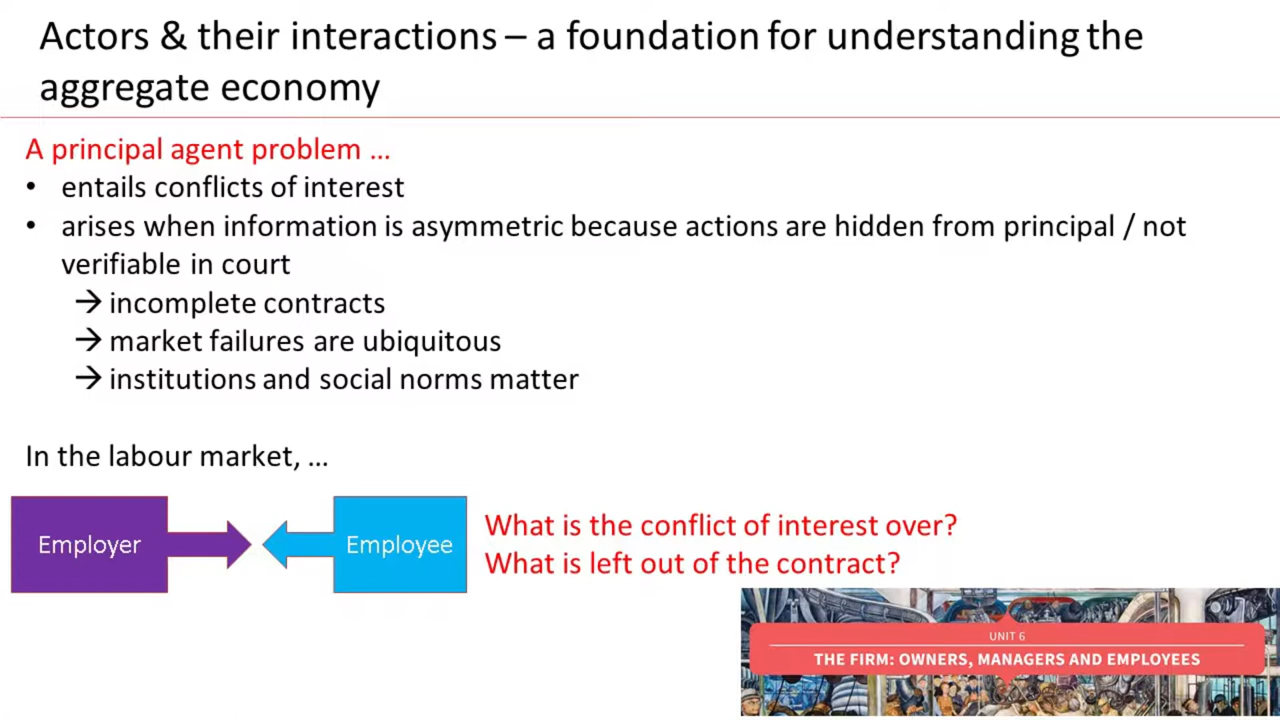 Actors & their interactions – a foundation for understanding the
aggregate economy
A principal agent problem …
• entails conflicts of interest
• arises when information is asymmetric because actions are hidden from principal / not
verifiable in court
→ incomplete contracts
→ market failures are ubiquitous
→ institutions and social norms matter
In the labour market, …
Employer
Employee
What is the conflict of interest over?
What is left out of the contract?
UNIT 6
THE FIRM: OWNERS, MANAGERS AND EMPLOYEES